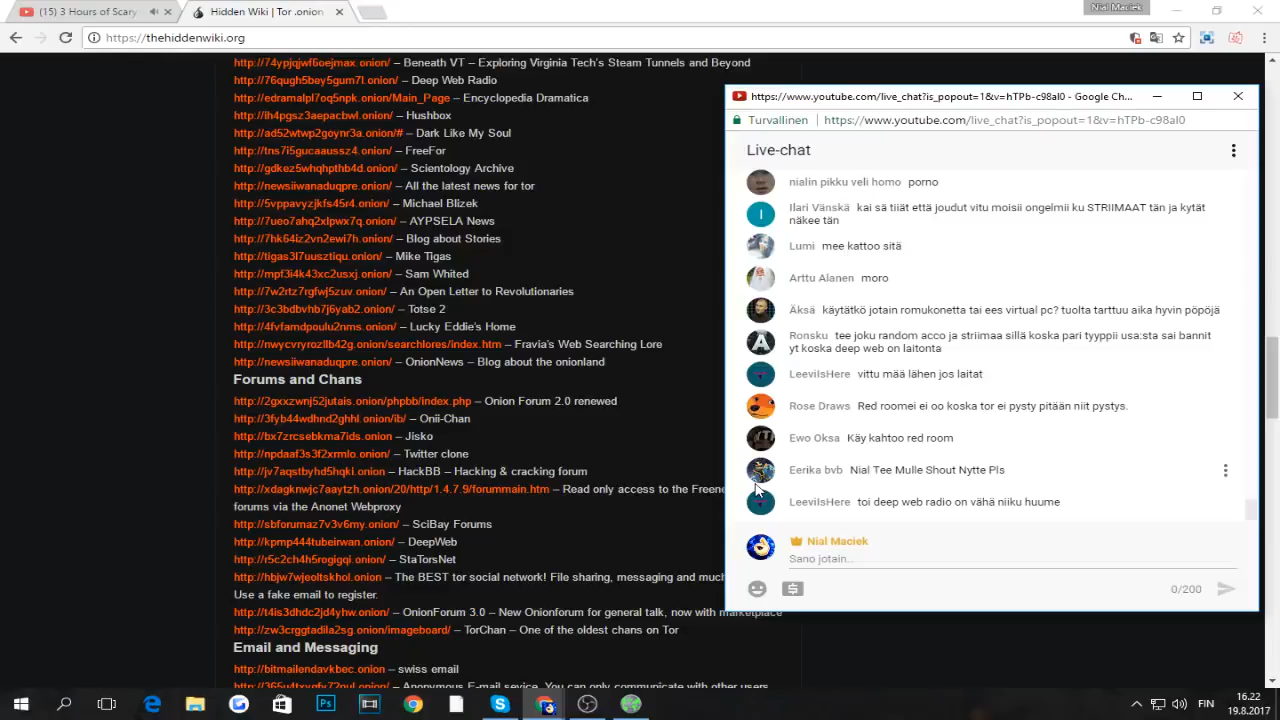 (15) 3 Hours of Scary
Hidden Wiki | Tor .onion
Nial Maciek
https://thehiddenwiki.org
http://74ypjqjwf6oejmax.onion/ – Beneath VT – Exploring Virginia Tech's Steam Tunnels and Beyond
http://76qugh5bey5gum7l.onion/ – Deep Web Radio
http://edramalpl7oq5npk.onion/Main_Page – Encyclopedia Dramatica
http://ih4pgsz3aepacbwl.onion/ – Hushbox
http://ad52wtwp2goynr3a.onion/# – Dark Like My Soul
http://tns7i5gucaaussz4.onion/ – FreeFor
http://gdkez5whqhpthb4d.onion/ – Scientology Archive
http://newsiiwanaduqpre.onion/ – All the latest news for tor
http://5vppavyzjkfs45r4.onion/ – Michael Blizek
http://7ueo7ahq2xlpwx7q.onion/ – AYPSELA News
http://7hk64iz2vn2ewi7h.onion/ – Blog about Stories
http://tigas3l7uusztiqu.onion/ – Mike Tigas
http://mpf3i4k43xc2usxj.onion/ – Sam Whited
http://7w2rtz7rgfwj5zuv.onion/ – An Open Letter to Revolutionaries
http://3c3bdbvhb7j6yab2.onion/ – Totse 2
http://4fvfamdpoulu2nms.onion/ – Lucky Eddie's Home
http://nwycvryrozllb42g.onion/searchlores/index.htm – Fravia's Web Searching Lore
http://newsiiwanaduqpre.onion/ – OnionNews – Blog about the onionland
Forums and Chans
http://2gxxzwnj52jutais.onion/phpbb/index.php – Onion Forum 2.0 renewed
http://3fyb44wdhnd2ghhl.onion/ib/ – Onii-Chan
http://bx7zrcsebkma7ids.onion – Jisko
http://npdaaf3s3f2xrmlo.onion/ – Twitter clone
http://jv7aqstbyhd5hqki.onion – HackBB – Hacking & cracking forum
http://xdagknwjc7aaytzh.onion/20/http/1.4.7.9/forummain.htm – Read only access to the Freene
forums via the Anonet Webproxy
http://sbforumaz7v3v6my.onion/ – SciBay Forums
http://kpmp444tubeirwan.onion/ – DeepWeb
http://r5c2ch4h5rogigqi.onion/ – StaTorsNet
http://hbjw7wjeoltskhol.onion – The BEST tor social network! File sharing, messaging and much
Use a fake email to register.
http://t4is3dhdc2jd4yhw.onion/ – OnionForum 3.0 – New Onionforum for general talk, now with marketplace
http://zw3crggtadila2sg.onion/imageboard/ – TorChan – One of the oldest chans on Tor
Email and Messaging
http://bitmailendavkbec.onion – swiss email
http://365u4txyqfy72nul.onion/ – Anonymous E-mail sevice. You can only communicate with other users
https://www.youtube.com/live_chat?is_popout=1&v=hTPb-c98aI0 - Google Ch...
Turvallinen
https://www.youtube.com/live_chat?is_popout=1&v=hTPb-c98aI0
Live-chat
nialin pikku veli homo porno
Ilari Vänskä kai sä tiiät että joudut vitu moisii ongelmii ku STRIIMAAT tän ja kytät
näkee tän
Lumi mee kattoo sitä
Arttu Alanen moro
Äksä käytätkö jotain romukonetta tai ees virtual pc? tuolta tarttuu aika hyvin pöpöjä
Ronsku tee joku random acco ja striimaa sillä koska pari tyyppii usa:sta sai bannit
yt koska deep web on laitonta
LeeviIsHere vittu mää lähen jos laitat
Rose Draws Red roomei ei oo koska tor ei pysty pitään niit pystys.
Ewo Oksa Käy kahtoo red room
Eerika bvb Nial Tee Mulle Shout Nytte Pls
LeeviIsHere toi deep web radio on vähä niiku huume
Nial Maciek
Sano jotain...
0/200
FIN
16.22
19.8.2017